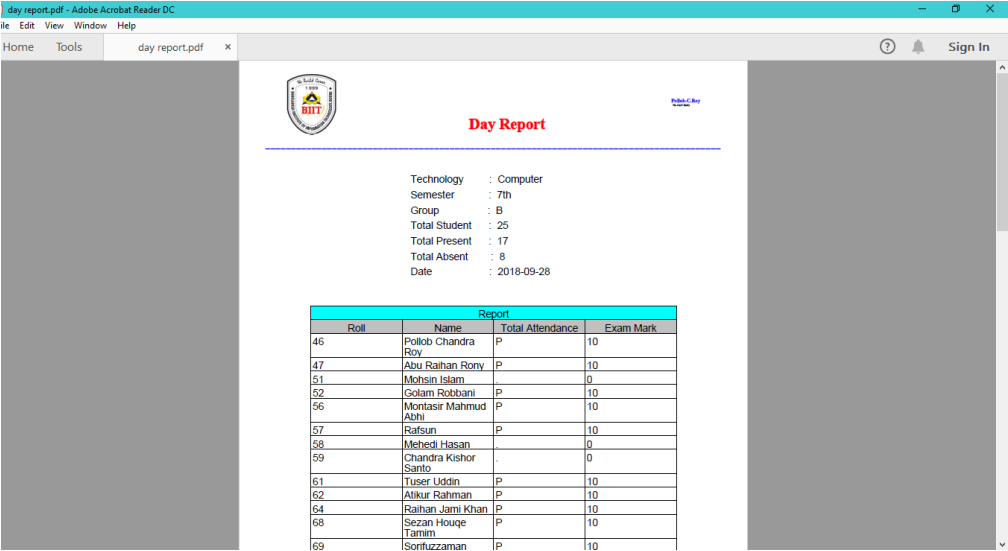 day report.pdf - Adobe Acrobat Reader DC
ile Edit View Window Help
Home Tools day report.pdf × ? Sign In
1999
BIIT
Pollob.C.Roy
Day Report
Technology : Computer
Semester : 7th
Group : B
Total Student : 25
Total Present : 17
Total Absent : 8
Date : 2018-09-28
Report
Roll Name Total Attendance Exam Mark
46 Pollob Chandra P 10
Roy
47 Abu Raihan Rony P 10
51 Mohsin Islam . 0
52 Golam Robbani P 10
56 Montasir Mahmud P 10
Abhi
57 Rafsun P 10
58 Mehedi Hasan . 0
59 Chandra Kishor . 0
Santo
61 Tuser Uddin P 10
62 Atikur Rahman P 10
64 Raihan Jami Khan P 10
68 Sezan Houqe P 10
Tamim
69 Sorifuzzaman P 10